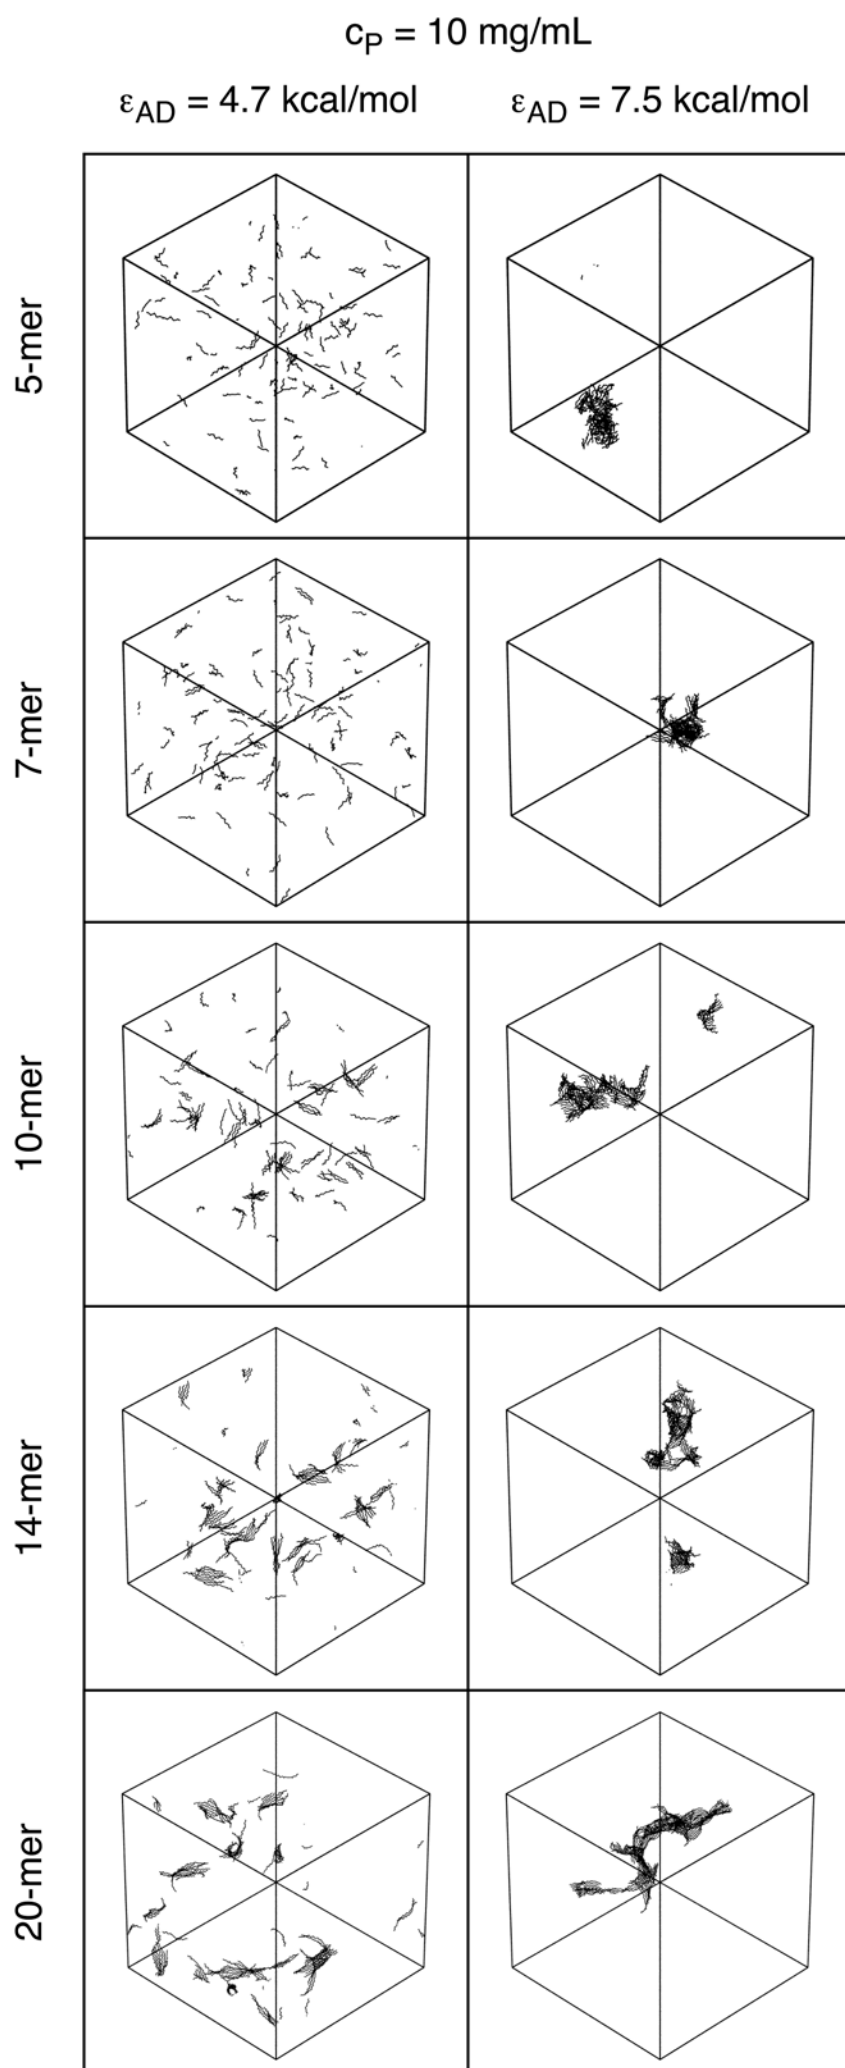 c_P = 10 mg/mL
ε_AD = 4.7 kcal/mol ε_AD = 7.5 kcal/mol
5-mer
7-mer
10-mer
14-mer
20-mer